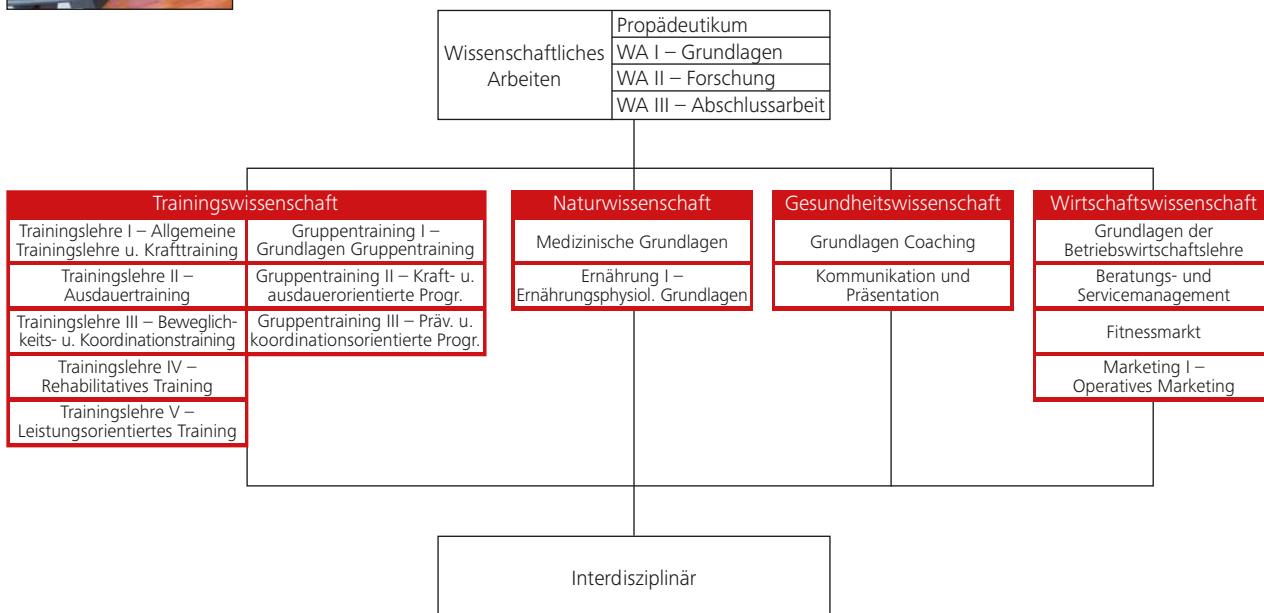 Wissenschaftliches
Arbeiten
Propädeutikum
WA I – Grundlagen
WA II – Forschung
WA III – Abschlussarbeit
Trainingswissenschaft
Trainingslehre I – Allgemeine
Trainingslehre u. Krafttraining
Trainingslehre II –
Ausdauertraining
Trainingslehre III – Beweglich-
keits- u. Koordinationstraining
Trainingslehre IV –
Rehabilitatives Training
Trainingslehre V –
Leistungsorientiertes Training
Gruppentraining I –
Grundlagen Gruppentraining
Gruppentraining II – Kraft- u.
ausdauerorientierte Progr.
Gruppentraining III – Präv. u.
koordinationsorientierte Progr.
Naturwissenschaft
Medizinische Grundlagen
Ernährung I –
Ernährungsphysiol. Grundlagen
Gesundheitswissenschaft
Grundlagen Coaching
Kommunikation und
Präsentation
Wirtschaftswissenschaft
Grundlagen der
Betriebswirtschaftslehre
Beratungs- und
Servicemanagement
Fitnessmarkt
Marketing I –
Operatives Marketing
Interdisziplinär